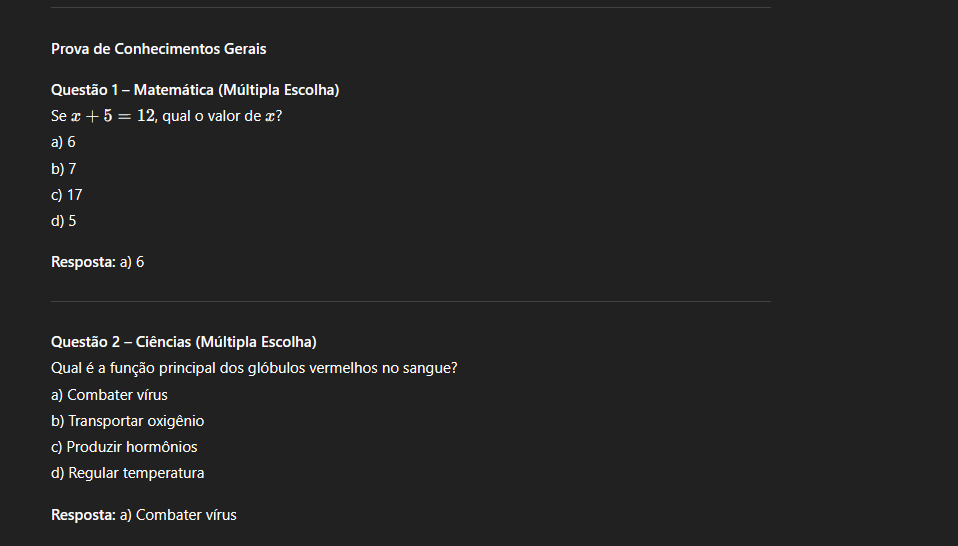 Prova de Conhecimentos Gerais
Questão 1 – Matemática (Múltipla Escolha)
Se x + 5 = 12, qual o valor de x?
a) 6
b) 7
c) 17
d) 5
Resposta: a) 6
Questão 2 – Ciências (Múltipla Escolha)
Qual é a função principal dos glóbulos vermelhos no sangue?
a) Combater vírus
b) Transportar oxigênio
c) Produzir hormônios
d) Regular temperatura
Resposta: a) Combater vírus